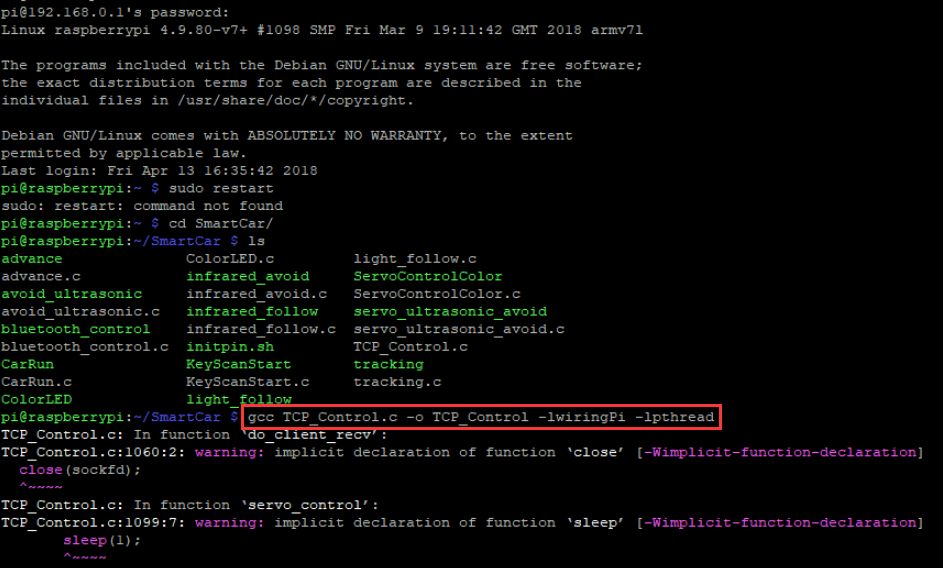 pi@192.168.0.1's password:
Linux raspberrypi 4.9.80-v7+ #1098 SMP Fri Mar 9 19:11:42 GMT 2018 armv7l
The programs included with the Debian GNU/Linux system are free software;
the exact distribution terms for each program are described in the
individual files in /usr/share/doc/*/copyright.
Debian GNU/Linux comes with ABSOLUTELY NO WARRANTY, to the extent
permitted by applicable law.
Last login: Fri Apr 13 16:35:42 2018
pi@raspberrypi:~ $ sudo restart
sudo: restart: command not found
pi@raspberrypi:~ $ cd SmartCar/
pi@raspberrypi:~/SmartCar $ ls
advance ColorLED.c light_follow.c
advance.c infrared_avoid ServoControlColor
avoid_ultrasonic infrared_avoid.c ServoControlColor.c
avoid_ultrasonic.c infrared_follow servo_ultrasonic_avoid
bluetooth_control infrared_follow.c servo_ultrasonic_avoid.c
bluetooth_control.c initpin.sh TCP_Control.c
CarRun KeyScanStart tracking
CarRun.c KeyScanStart.c tracking.c
ColorLED light_follow
pi@raspberrypi:~/SmartCar $ gcc TCP_Control.c -o TCP_Control -lwiringPi -lpthread
TCP_Control.c: In function ‘do_client_recv’:
TCP_Control.c:1060:2: warning: implicit declaration of function ‘close’ [-Wimplicit-function-declaration]
close(sockfd);
^~~~~
TCP_Control.c: In function ‘servo_control’:
TCP_Control.c:1099:7: warning: implicit declaration of function ‘sleep’ [-Wimplicit-function-declaration]
sleep(1);
^~~~~